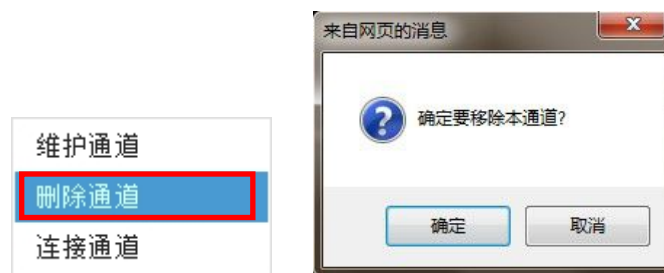 维护通道
删除通道
连接通道
来自网页的消息
确定要移除本通道?
确定
取消